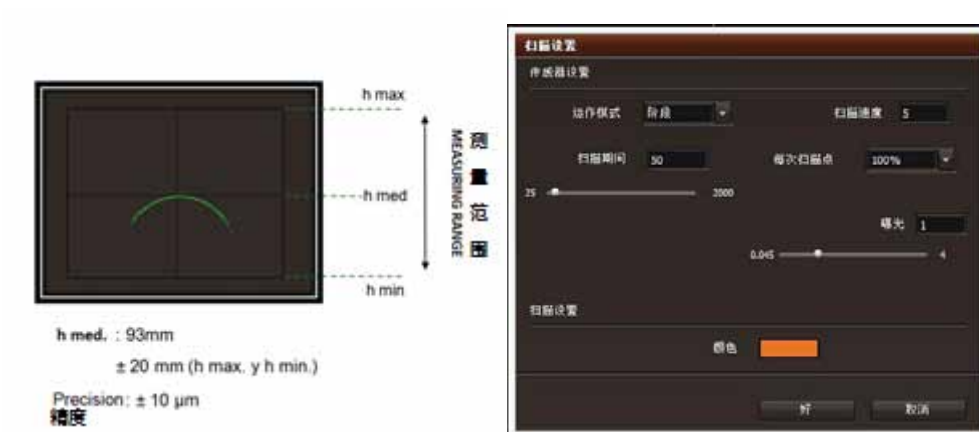 h max
h med
h min
测量范围
MEASURING RANGE
h med. : 93mm
± 20 mm (h max. y h min.)
Precision: ± 10 μm
精度
扫描设置
传感器设置
运作模式 阶段 扫描速度 5
扫描期间 50 每次扫描点 100%
25 2000
曝光 1
0.045 4
扫描设置
颜色
好 取消